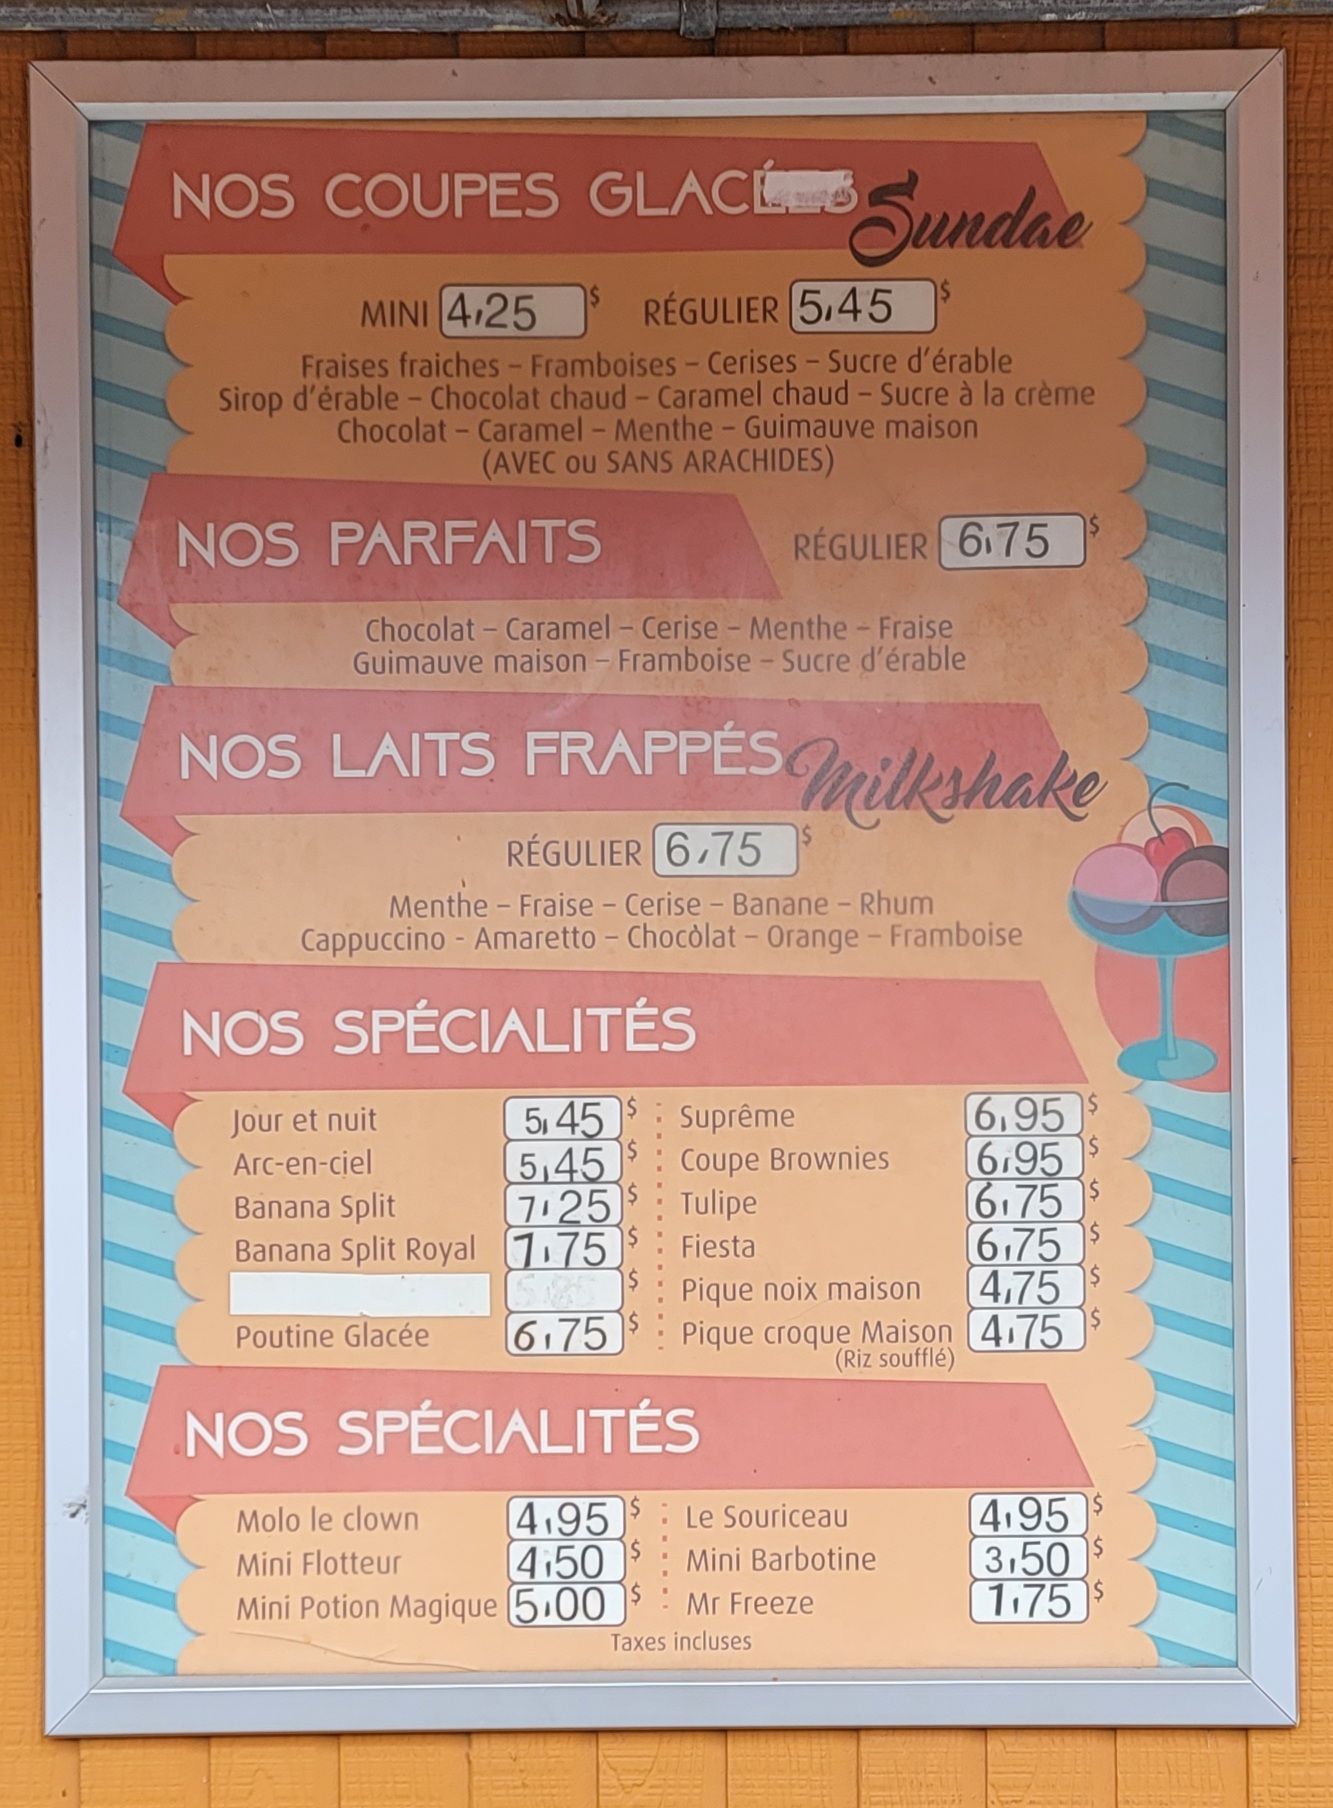 NOS COUPES GLACÉES Sundae
MINI 4,25 $ RÉGULIER 5,45 $
Fraises fraiches – Framboises – Cerises – Sucre d'érable
Sirop d'érable – Chocolat chaud – Caramel chaud – Sucre à la crème
Chocolat – Caramel – Menthe – Guimauve maison
(AVEC ou SANS ARACHIDES)
NOS PARFAITS RÉGULIER 6,75 $
Chocolat – Caramel – Cerise – Menthe – Fraise
Guimauve maison – Framboise – Sucre d'érable
NOS LAITS FRAPPÉS Milkshake
RÉGULIER 6,75 $
Menthe – Fraise – Cerise – Banane – Rhum
Cappuccino - Amaretto – Chocolat – Orange – Framboise
NOS SPÉCIALITÉS
Jour et nuit 5,45 $
Arc-en-ciel 5,45 $
Banana Split 7,25 $
Banana Split Royal 7,75 $
$
Poutine Glacée 6,75 $
Suprême 6,95 $
Coupe Brownies 6,95 $
Tulipe 6,75 $
Fiesta 6,75 $
Pique noix maison 4,75 $
Pique croque Maison 4,75 $
(Riz soufflé)
NOS SPÉCIALITÉS
Molo le clown 4,95 $
Mini Flotteur 4,50 $
Mini Potion Magique 5,00 $
Le Souriceau 4,95 $
Mini Barbotine 3,50 $
Mr Freeze 1,75 $
Taxes incluses